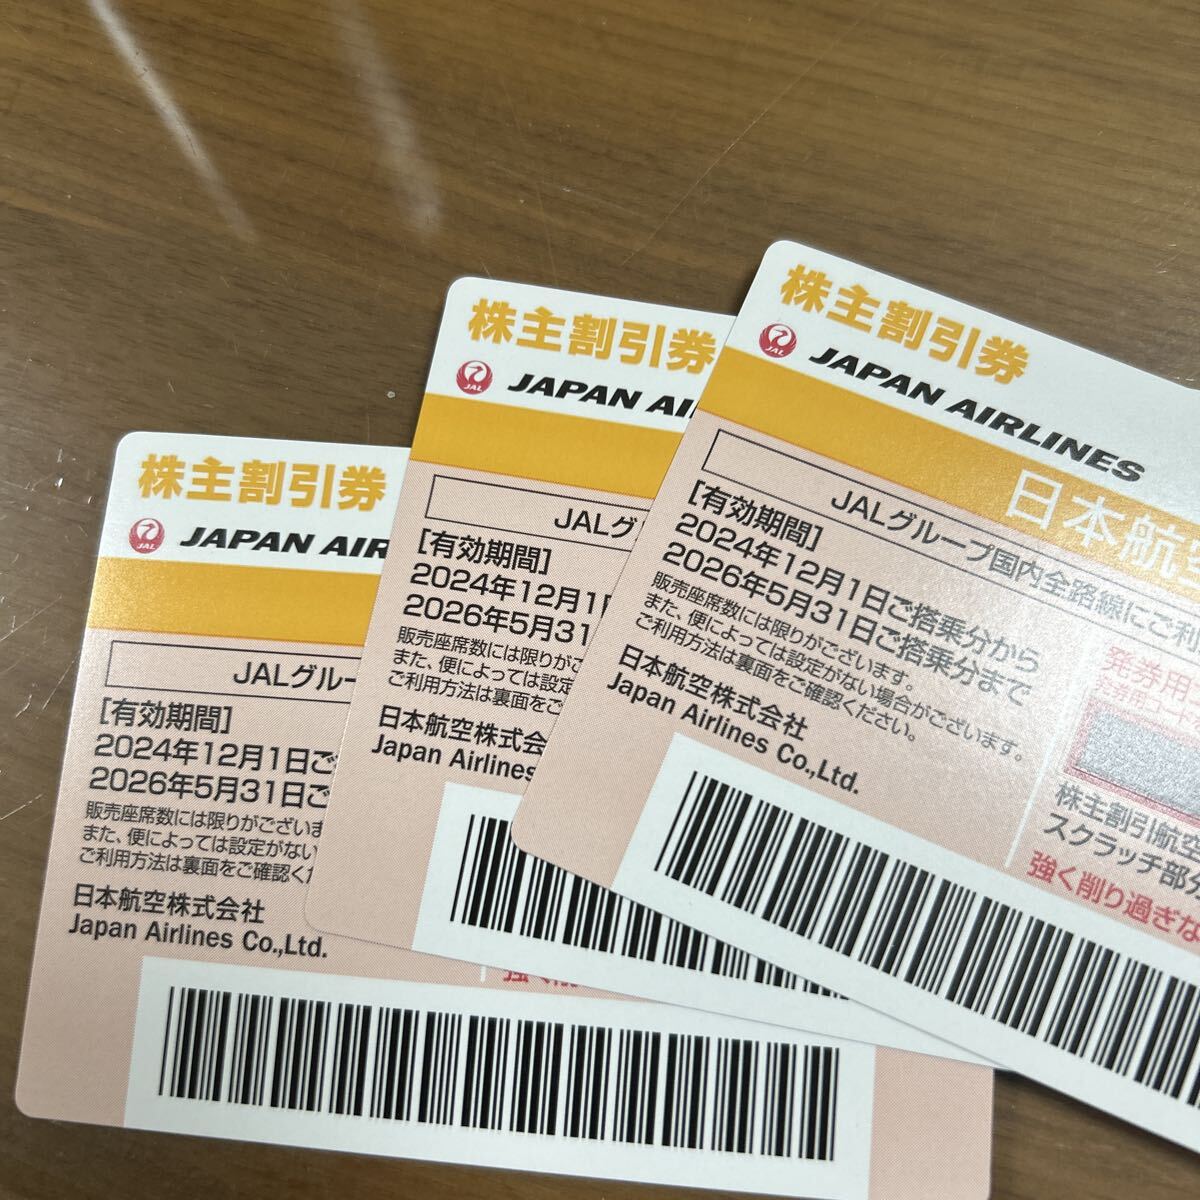 株主割引券
JAL JAPAN AIR
JALグルー
[有効期間]
2024年12月1日ご
2026年5月31日ご
販売座席数には限りがございま
また、便によっては設定がない
ご利用方法は裏面をご確認く
日本航空株式会社
Japan Airlines Co.,Ltd.
株主割引券
JAL JAPAN AI
JALグ
[有効期間]
2024年12月1日
2026年5月31
販売座席数には限りがご
また、便によっては設定
ご利用方法は裏面をご
日本航空株式会
Japan Airlines
株主割引券
JAL JAPAN AIRLINES
日本航空
JALグループ国内全路線にご利
[有効期間]
2024年12月1日ご搭乗分から
2026年5月31日ご搭乗分まで
販売座席数には限りがございます。
また、便によっては設定がない場合がございます。
ご利用方法は裏面をご確認ください。
日本航空株式会社
Japan Airlines Co.,Ltd.
発券用
株主割引航空
スクラッチ部分
強く削り過ぎな